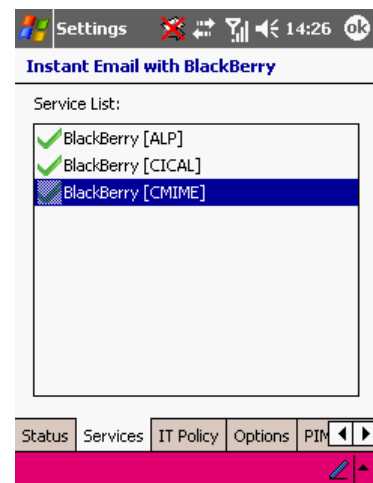 Settings 14:26 ok
Instant Email with BlackBerry
Service List:
BlackBerry [ALP]
BlackBerry [CICAL]
BlackBerry [CMIME]
Status Services IT Policy Options PIM